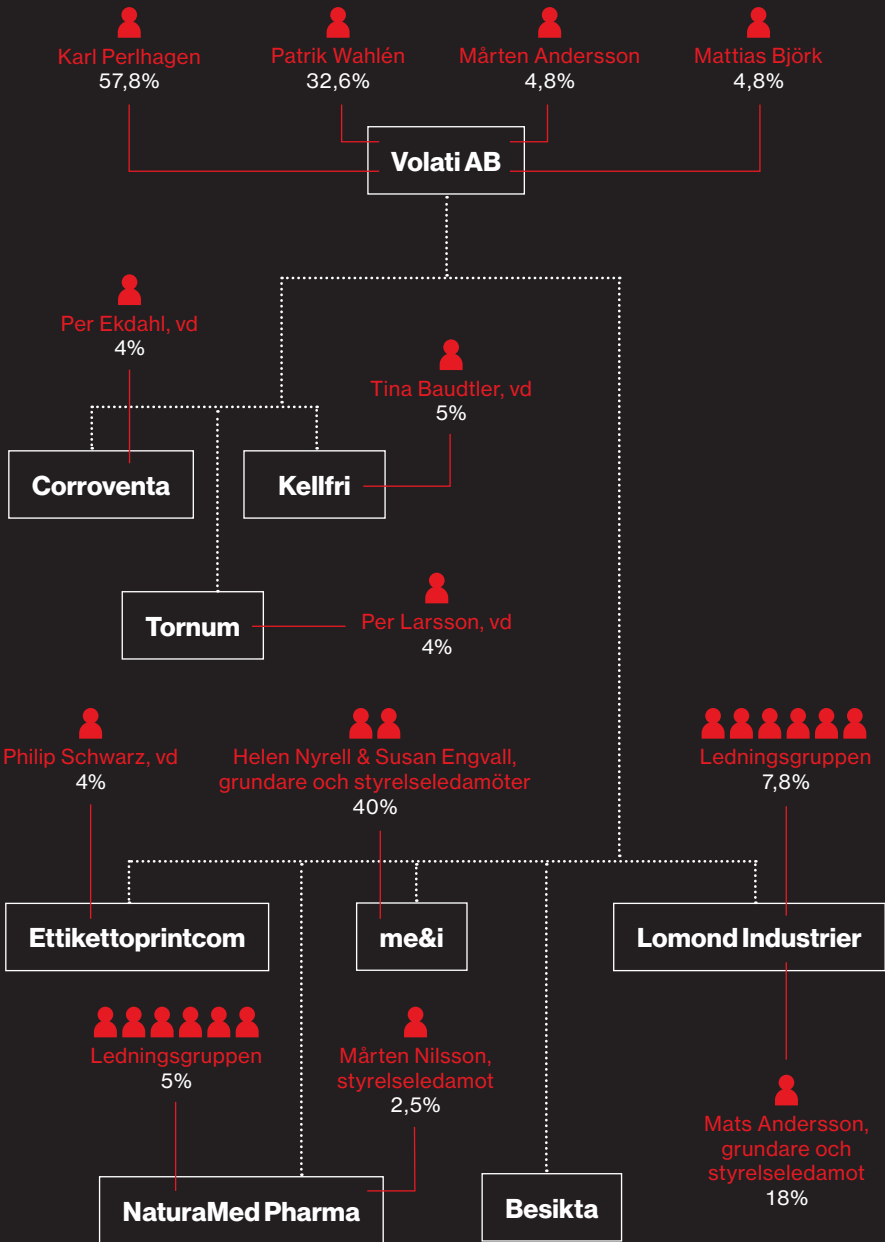 Karl Perlhagen
57,8%
Patrik Wahlén
32,6%
Mårten Andersson
4,8%
Mattias Björk
4,8%
Volati AB
Per Ekdahl, vd
4%
Tina Baudtler, vd
5%
Corroventa
Kellfri
Tornum
Per Larsson, vd
4%
Philip Schwarz, vd
4%
Helen Nyrell & Susan Engvall,
grundare och styrelseledamöter
40%
Ledningsgruppen
7,8%
Ettikettoprintcom
me&i
Lomond Industrier
Ledningsgruppen
5%
Mårten Nilsson,
styrelseledamot
2,5%
Mats Andersson,
grundare och
styrelseledamot
18%
NaturaMed Pharma
Besikta